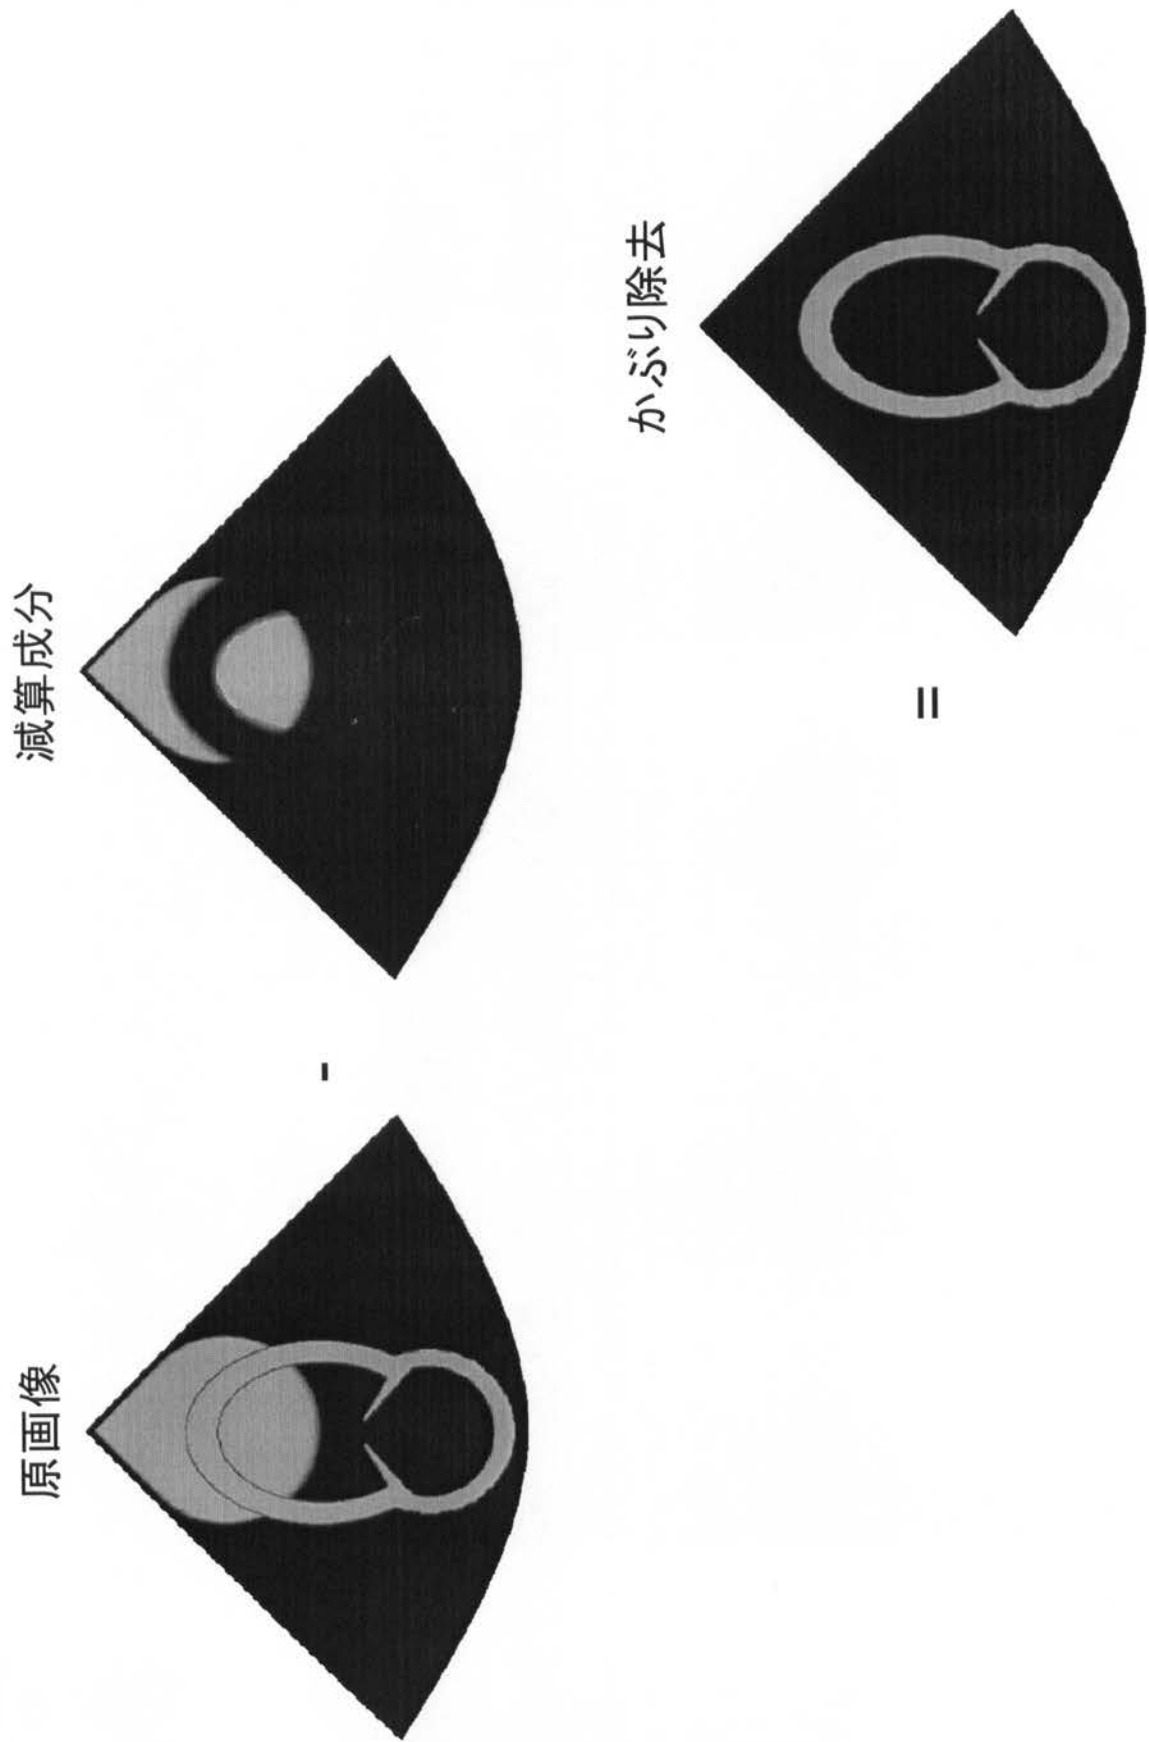 原画像
-
減算成分
=
かぶり除去